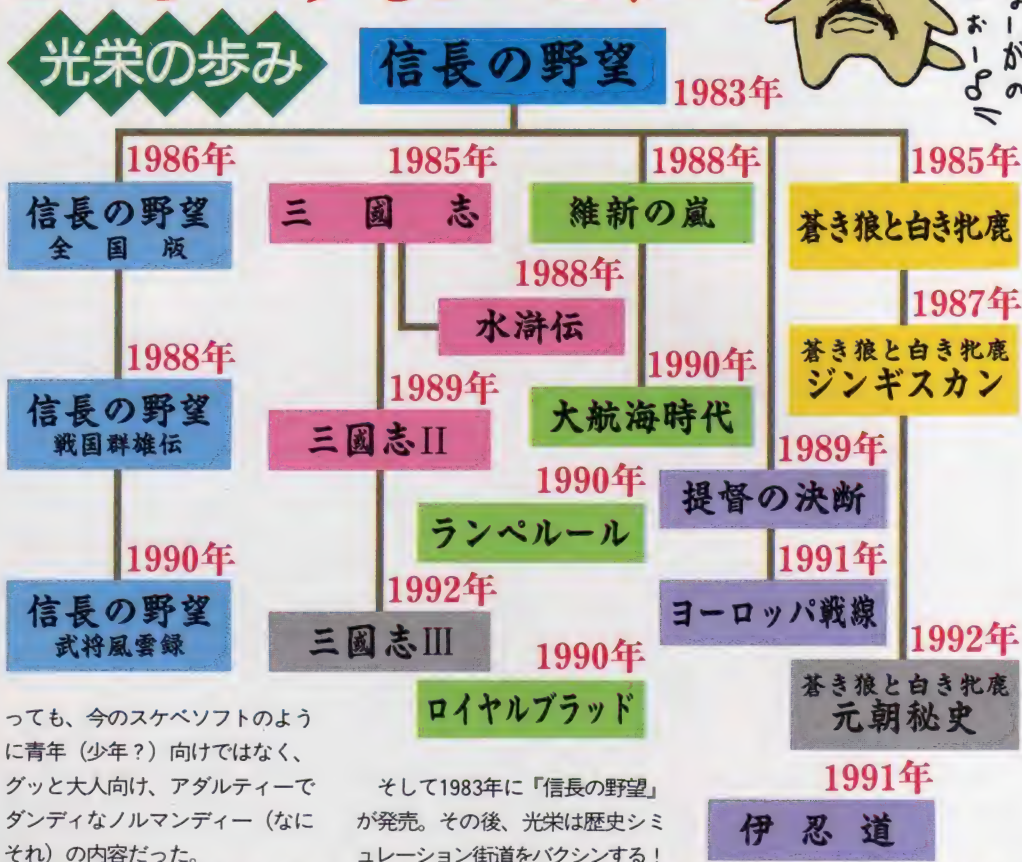 光栄の歩み
信長の野望
1983年
1986年
信長の野望
全国版
1988年
信長の野望
戦国群雄伝
1990年
信長の野望
武将風雲録
1985年
三國志
1988年
水滸伝
1989年
三國志II
1992年
三國志III
1988年
維新の嵐
1990年
大航海時代
1990年
ランペルール
1990年
ロイヤルブラッド
1989年
提督の決断
1991年
ヨーロッパ戦線
1985年
蒼き狼と白き牝鹿
1987年
蒼き狼と白き牝鹿
ジンギスカン
1992年
蒼き狼と白き牝鹿
元朝秘史
1991年
伊忍道
っても、今のスケベソフトのよう
に青年（少年？）向けではなく、
グッと大人向け、アダルティーで
ダンディなノルマンディー（なに
それ）の内容だった。
そして1983年に『信長の野望』
が発売。その後、光栄は歴史シミ
ュレーション街道をバクシンする！